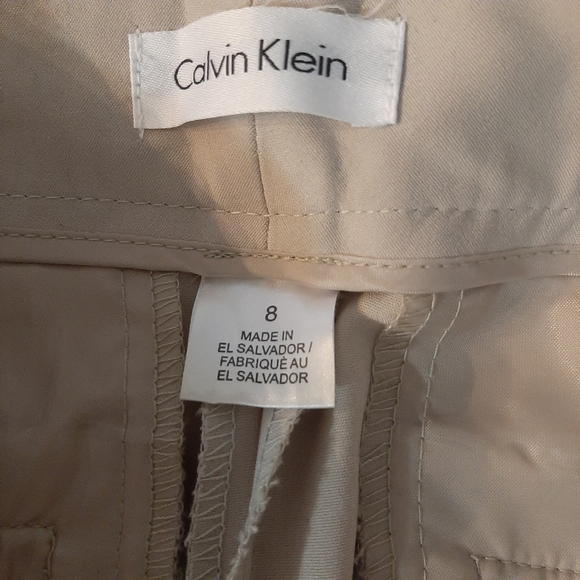 Calvin Klein
8
MADE IN
EL SALVADOR /
FABRIQUÉ AU
EL SALVADOR